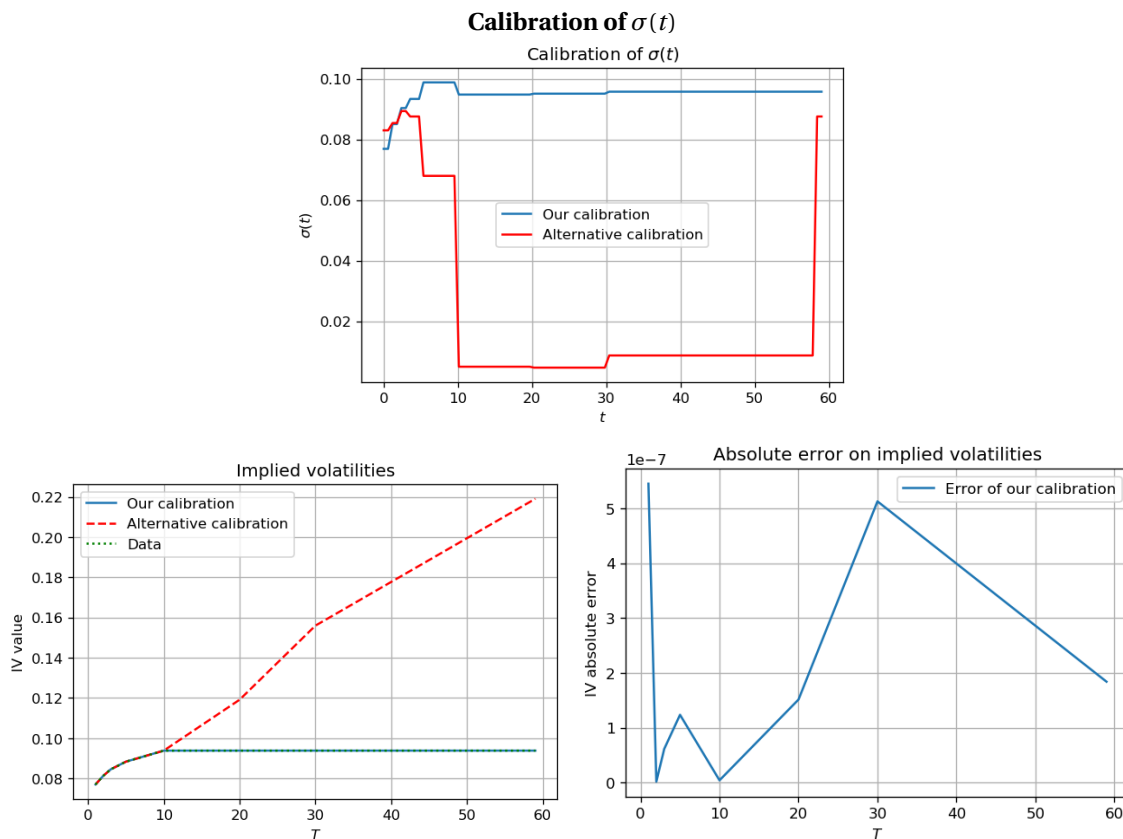 Calibration of σ(t)
Calibration of σ(t)
0.10
0.08
0.06
0.04
0.02
σ(t)
Our calibration
Alternative calibration
0 10 20 30 40 50 60
t
Implied volatilities
0.22
0.20
0.18
0.16
0.14
0.12
0.10
0.08
IV value
Our calibration
Alternative calibration
Data
0 10 20 30 40 50 60
T
Absolute error on implied volatilities
1e−7
5
4
3
2
1
0
IV absolute error
Error of our calibration
0 10 20 30 40 50 60
T